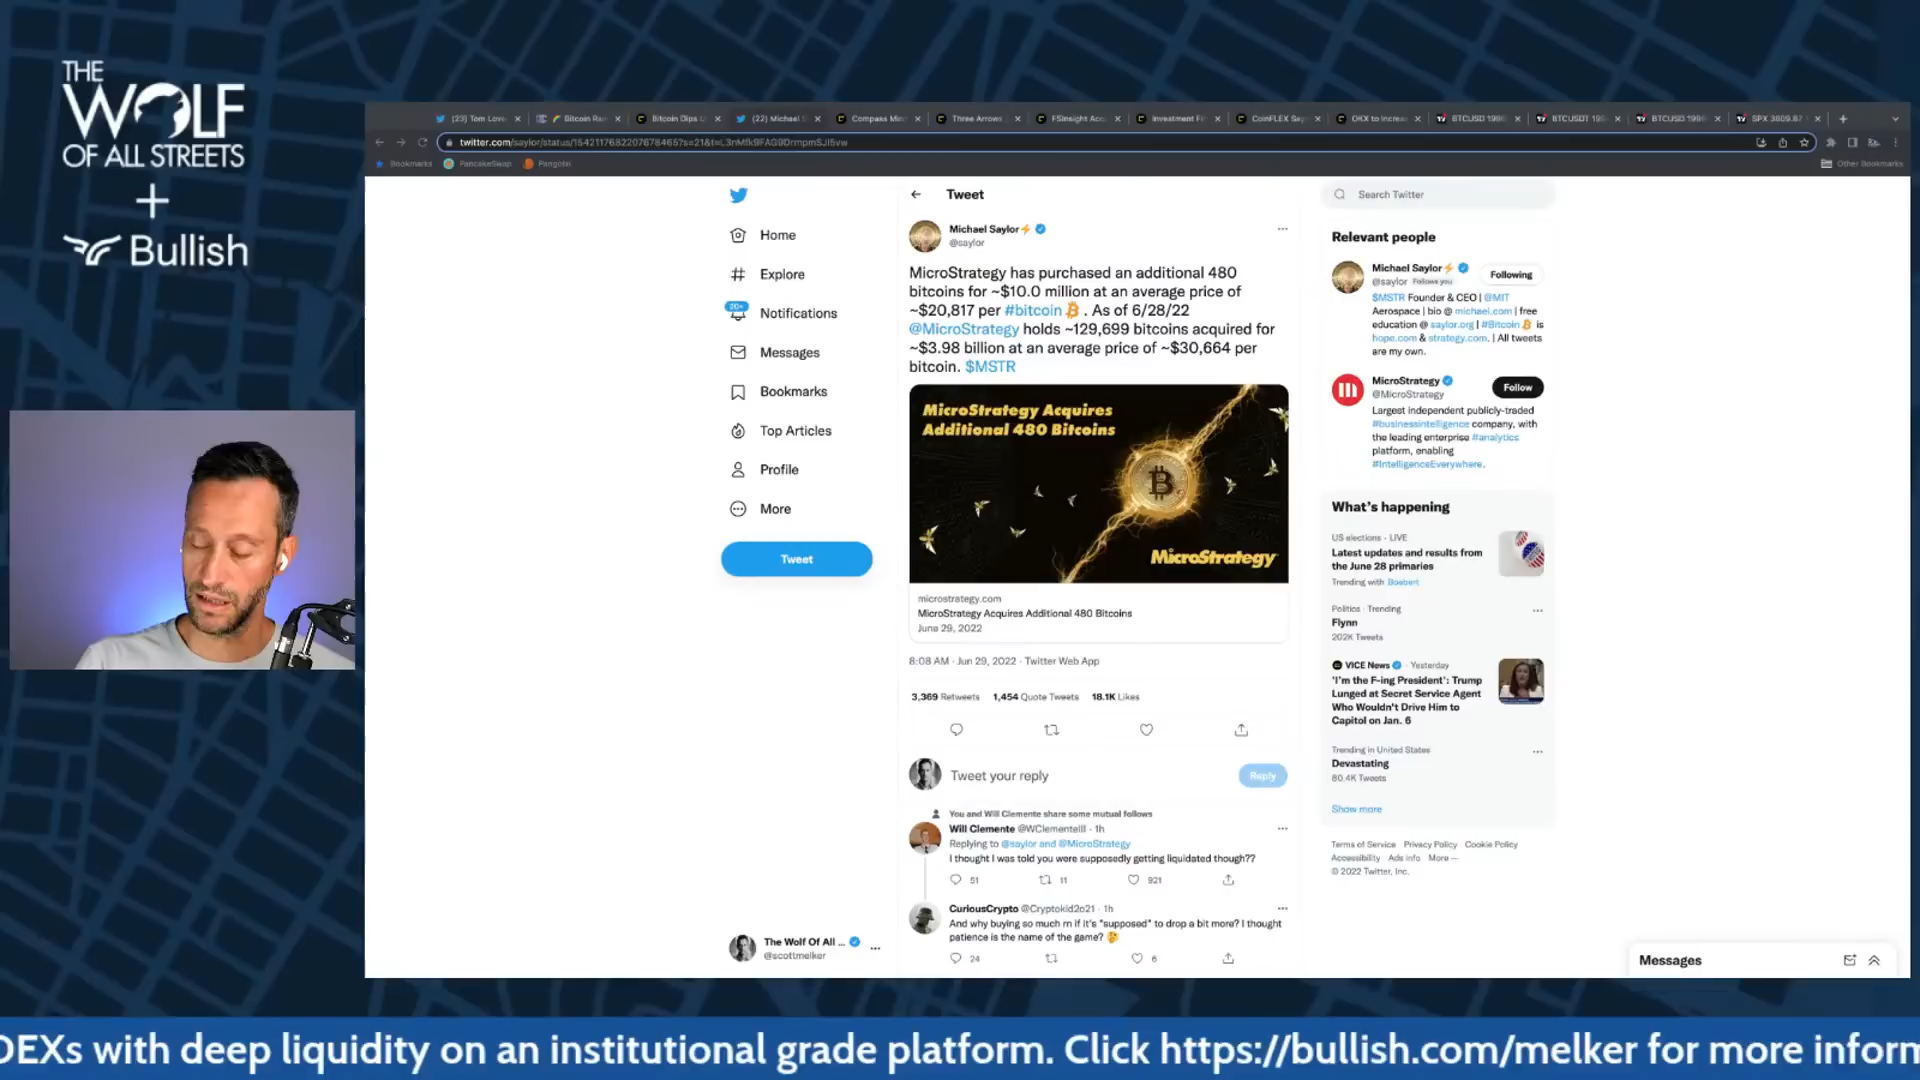 THE
WOLF
OF ALL STREETS
+
Bullish
(23) Tom Love
Bitcoin Ra
Bitcoin Dips U
(22) Michael S
Compass Min
Three Arrows
FSInsight Acc
Investment Fi
CoinFLEX Say
OKX to Increa
BTCUSD
BTCUSDT
BTCUSD
SPX 3809.87
Bookmarks
PancakeSwap
Pangolin
Other Bookmarks
Home
Explore
20+
Notifications
Messages
Bookmarks
Top Articles
Profile
More
Tweet
The Wolf Of All ...
@scottmelker
Tweet
Michael Saylor⚡
@saylor
MicroStrategy has purchased an additional 480
bitcoins for ~$10.0 million at an average price of
~$20,817 per #bitcoin . As of 6/28/22
@MicroStrategy holds ~129,699 bitcoins acquired for
~$3.98 billion at an average price of ~$30,664 per
bitcoin. $MSTR
MicroStrategy Acquires
Additional 480 Bitcoins
MicroStrategy
microstrategy.com
MicroStrategy Acquires Additional 480 Bitcoins
June 29, 2022
8:08 AM · Jun 29, 2022 · Twitter Web App
3,369 Retweets 1,454 Quote Tweets 18.1K Likes
Tweet your reply
Reply
You and Will Clemente share some mutual follows
Will Clemente @WClementeIII · 1h
Replying to @saylor and @MicroStrategy
I thought I was told you were supposedly getting liquidated though??
51 11 921
CuriousCrypto @Cryptokid2o21 · 1h
And why buying so much rn if it's "supposed" to drop a bit more? I thought
patience is the name of the game? 🤔
24 6
Search Twitter
Relevant people
Michael Saylor⚡
Following
@saylor Follows you
$MSTR Founder & CEO | @MIT
Aerospace | bio @ michael.com | free
education @ saylor.org | #Bitcoin is
hope.com & strategy.com. | All tweets
are my own.
MicroStrategy
Follow
@MicroStrategy
Largest independent publicly-traded
#businessintelligence company, with
the leading enterprise #analytics
platform, enabling
#IntelligenceEverywhere.
What's happening
US elections · LIVE
Latest updates and results from
the June 28 primaries
Trending with Boebert
Politics · Trending
Flynn
202K Tweets
VICE News · Yesterday
'I'm the F-ing President': Trump
Lunged at Secret Service Agent
Who Wouldn't Drive Him to
Capitol on Jan. 6
Trending in United States
Devastating
80.4K Tweets
Show more
Terms of Service Privacy Policy Cookie Policy
Accessibility Ads info More ···
© 2022 Twitter, Inc.
Messages
DEXs with deep liquidity on an institutional grade platform. Click https://bullish.com/melker for more inform